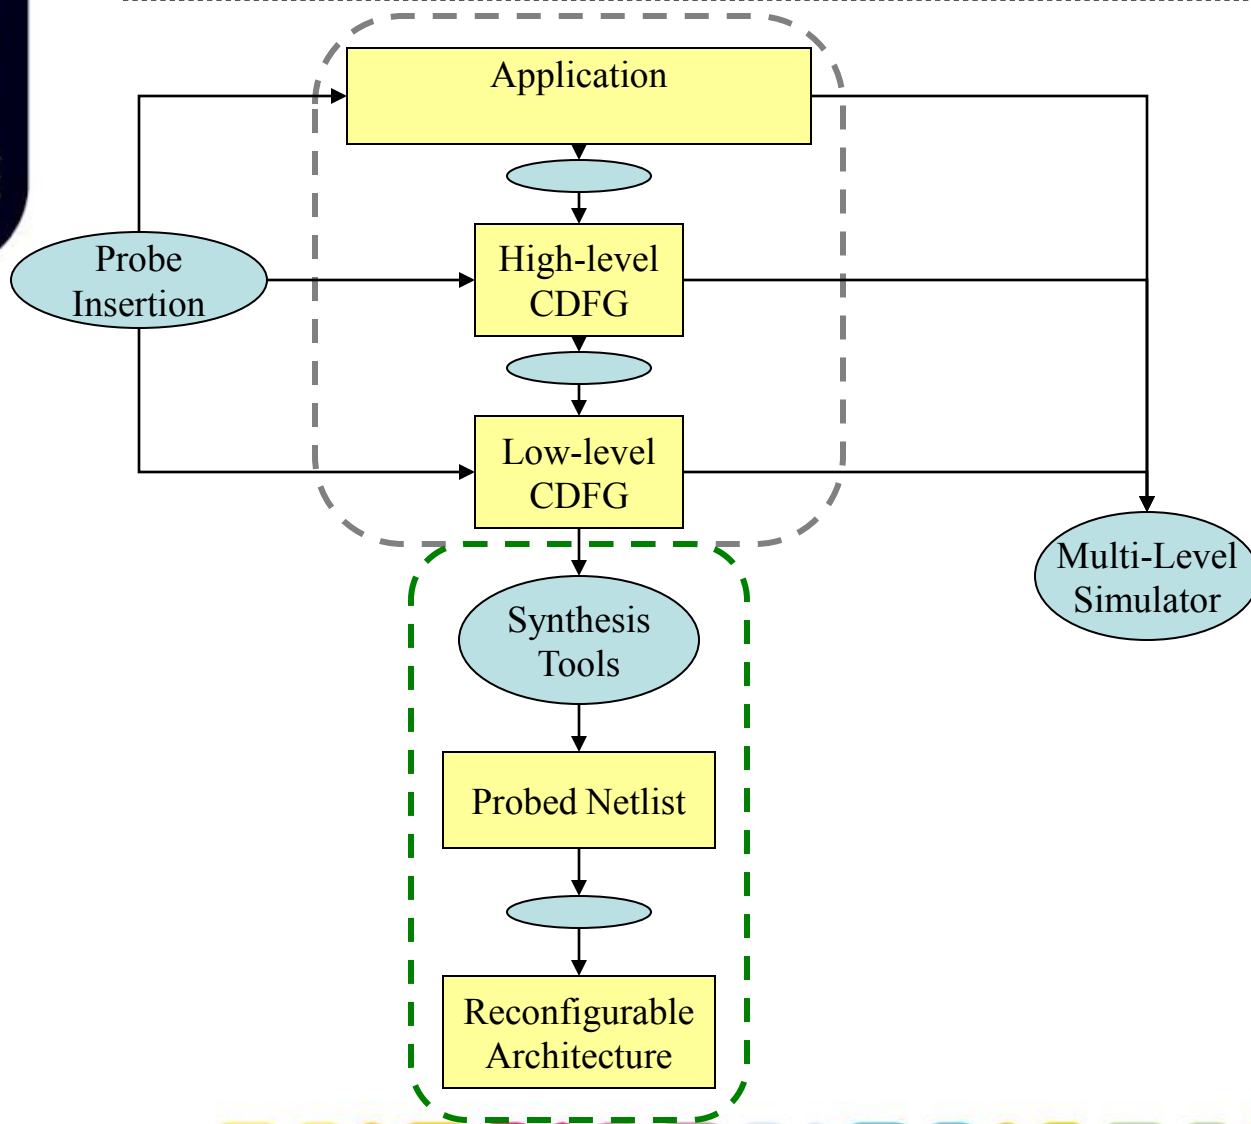 Application
High-level
CDFG
Probe
Insertion
Low-level
CDFG
Multi-Level
Simulator
Synthesis
Tools
Probed Netlist
Reconfigurable
Architecture